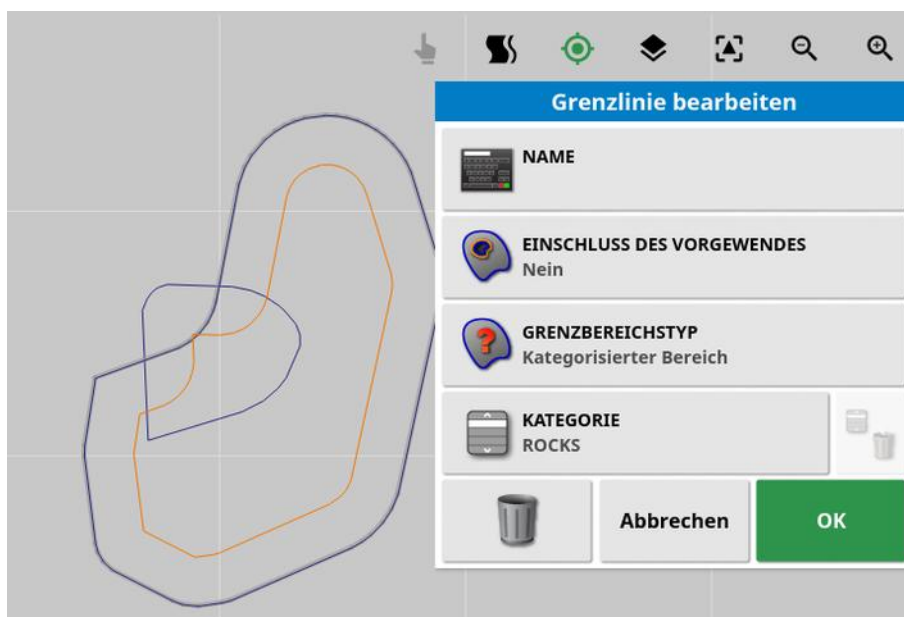 Grenzlinie bearbeiten
NAME
EINSCHLUSS DES VORGEWENDES
Nein
GRENZBEREICHSTYP
Kategorisierter Bereich
KATEGORIE
ROCKS
Abbrechen
OK